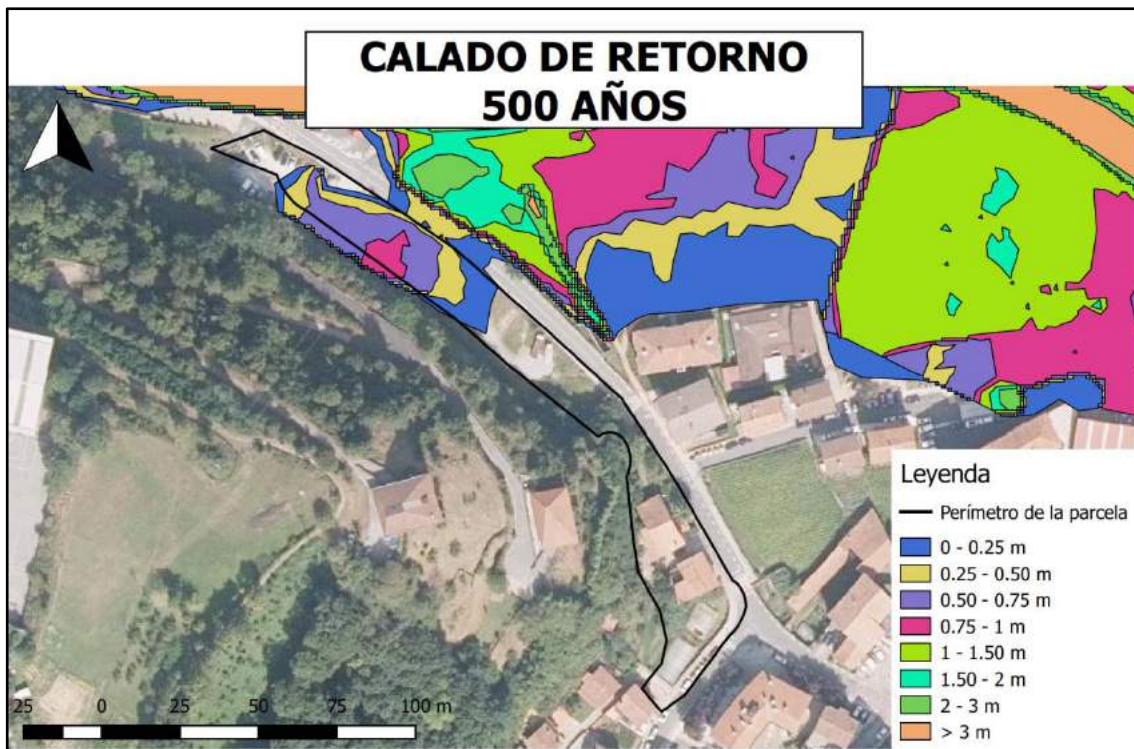 CALADO DE RETORNO
500 AÑOS
Leyenda
Perímetro de la parcela
0 - 0.25 m
0.25 - 0.50 m
0.50 - 0.75 m
0.75 - 1 m
1 - 1.50 m
1.50 - 2 m
2 - 3 m
> 3 m
25 0 25 50 75 100 m